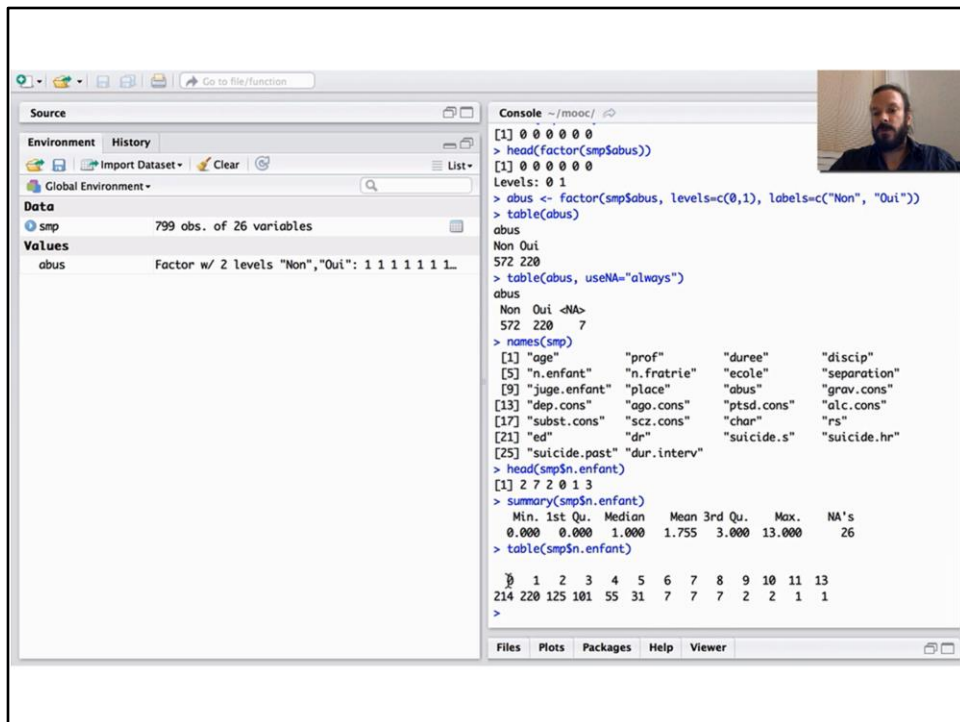 Go to file/function
Source
Environment History
Import Dataset Clear List
Global Environment
Data
smp 799 obs. of 26 variables
Values
abus Factor w/ 2 levels "Non","Oui": 1 1 1 1 1 1 1…
Console ~/mooc/
[1] 0 0 0 0 0 0
> head(factor(smp$abus))
[1] 0 0 0 0 0 0
Levels: 0 1
> abus <- factor(smp$abus, levels=c(0,1), labels=c("Non", "Oui"))
> table(abus)
abus
Non Oui
572 220
> table(abus, useNA="always")
abus
Non Oui <NA>
572 220 7
> names(smp)
[1] "age" "prof" "duree" "discip"
[5] "n.enfant" "n.fratrie" "ecole" "separation"
[9] "juge.enfant" "place" "abus" "grav.cons"
[13] "dep.cons" "ago.cons" "ptsd.cons" "alc.cons"
[17] "subst.cons" "scz.cons" "char" "rs"
[21] "ed" "dr" "suicide.s" "suicide.hr"
[25] "suicide.past" "dur.interv"
> head(smp$n.enfant)
[1] 2 7 2 0 1 3
> summary(smp$n.enfant)
Min. 1st Qu. Median Mean 3rd Qu. Max. NA's
0.000 0.000 1.000 1.755 3.000 13.000 26
> table(smp$n.enfant)
0 1 2 3 4 5 6 7 8 9 10 11 13
214 220 125 101 55 31 7 7 7 2 2 1 1
>
Files Plots Packages Help Viewer